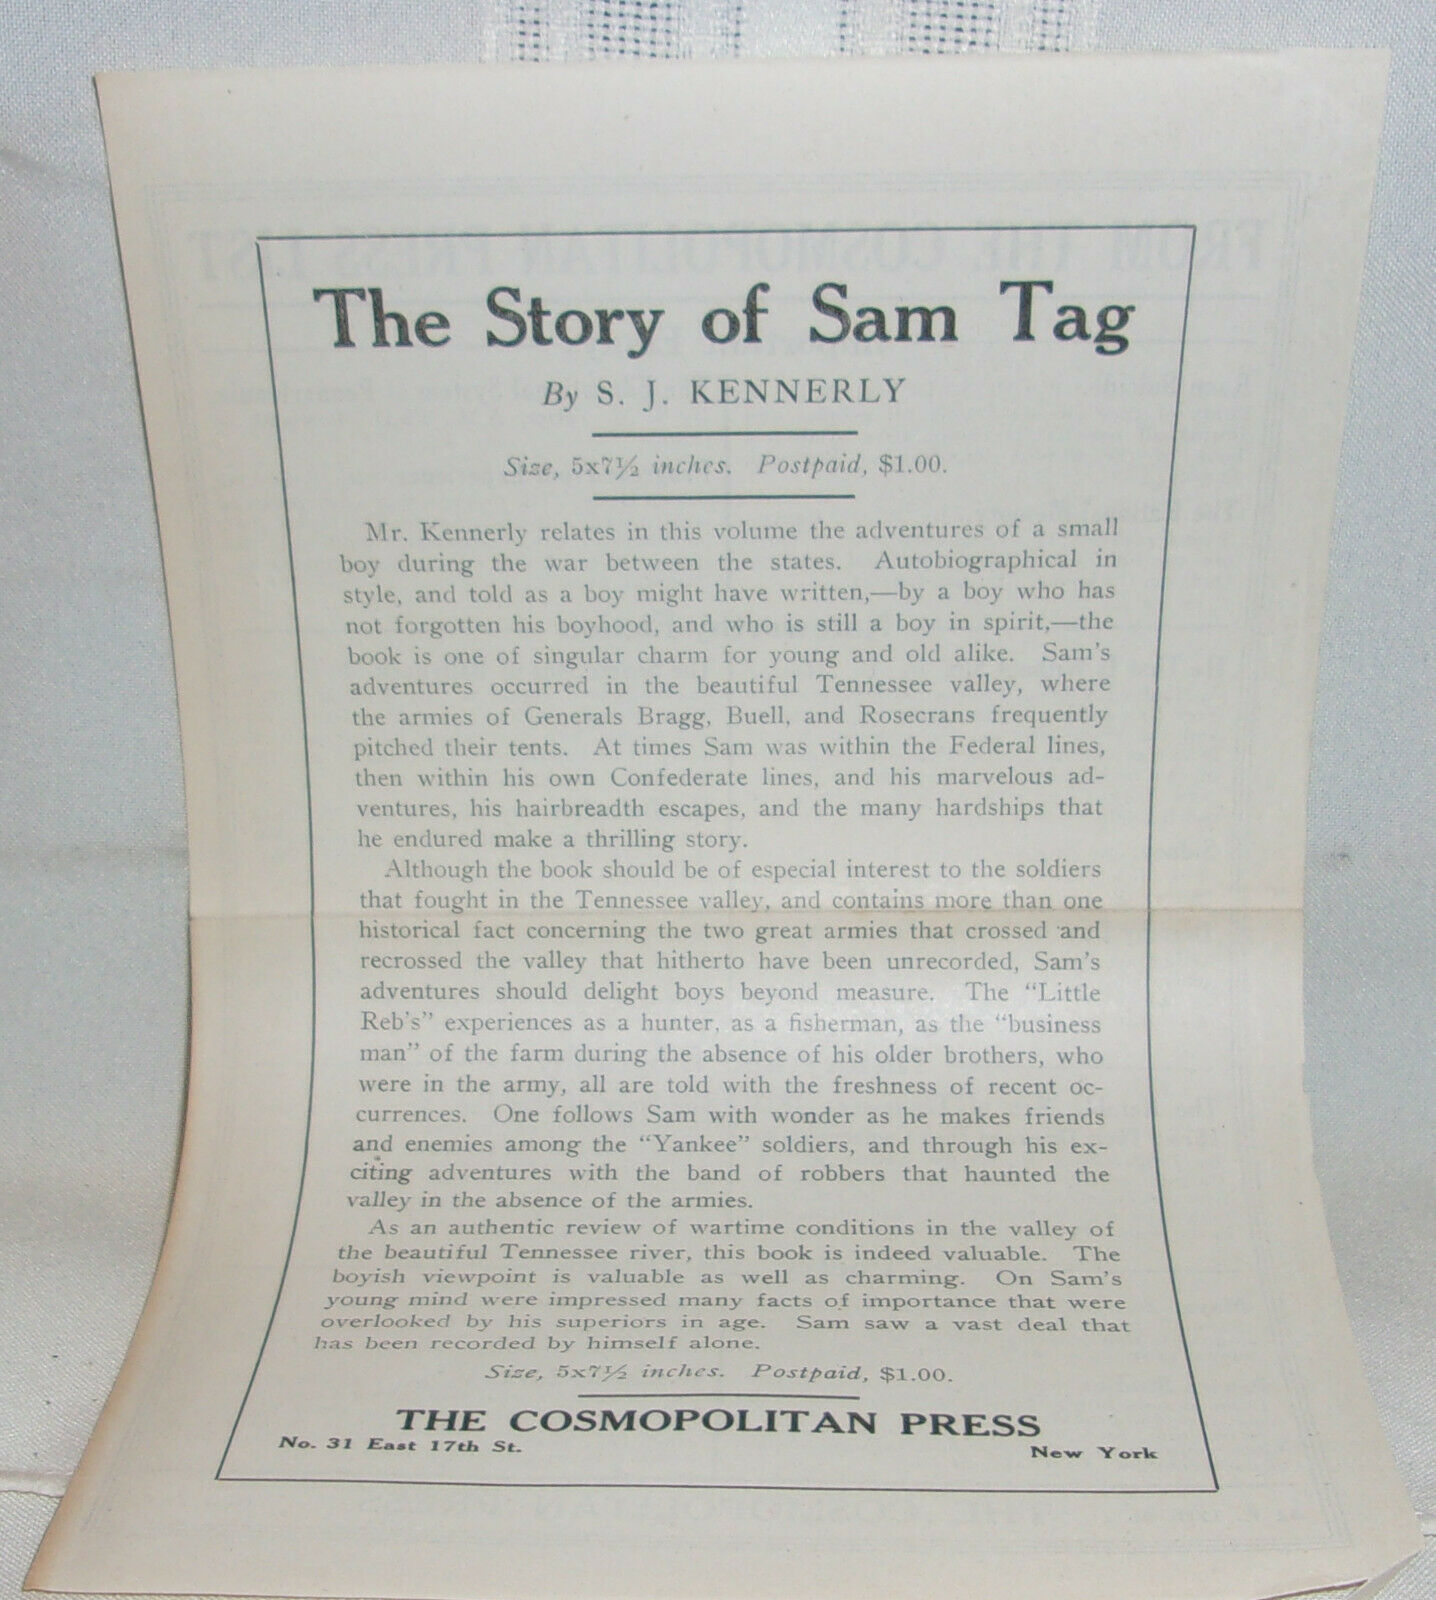 The Story of Sam Tag
By S. J. KENNERLY
Size, 5x7½ inches. Postpaid, $1.00.
Mr. Kennerly relates in this volume the adventures of a small
boy during the war between the states. Autobiographical in
style, and told as a boy might have written,—by a boy who has
not forgotten his boyhood, and who is still a boy in spirit,—the
book is one of singular charm for young and old alike. Sam's
adventures occurred in the beautiful Tennessee valley, where
the armies of Generals Bragg, Buell, and Rosecrans frequently
pitched their tents. At times Sam was within the Federal lines,
then within his own Confederate lines, and his marvelous ad-
ventures, his hairbreadth escapes, and the many hardships that
he endured make a thrilling story.
Although the book should be of especial interest to the soldiers
that fought in the Tennessee valley, and contains more than one
historical fact concerning the two great armies that crossed and
recrossed the valley that hitherto have been unrecorded, Sam's
adventures should delight boys beyond measure. The "Little
Reb's" experiences as a hunter, as a fisherman, as the "business
man" of the farm during the absence of his older brothers, who
were in the army, all are told with the freshness of recent oc-
currences. One follows Sam with wonder as he makes friends
and enemies among the "Yankee" soldiers, and through his ex-
citing adventures with the band of robbers that haunted the
valley in the absence of the armies.
As an authentic review of wartime conditions in the valley of
the beautiful Tennessee river, this book is indeed valuable. The
boyish viewpoint is valuable as well as charming. On Sam's
young mind were impressed many facts of importance that were
overlooked by his superiors in age. Sam saw a vast deal that
has been recorded by himself alone.
Size, 5x7½ inches. Postpaid, $1.00.
THE COSMOPOLITAN PRESS
No. 31 East 17th St. New York
FROM THE COSMOPOLITAN PRESS LIST